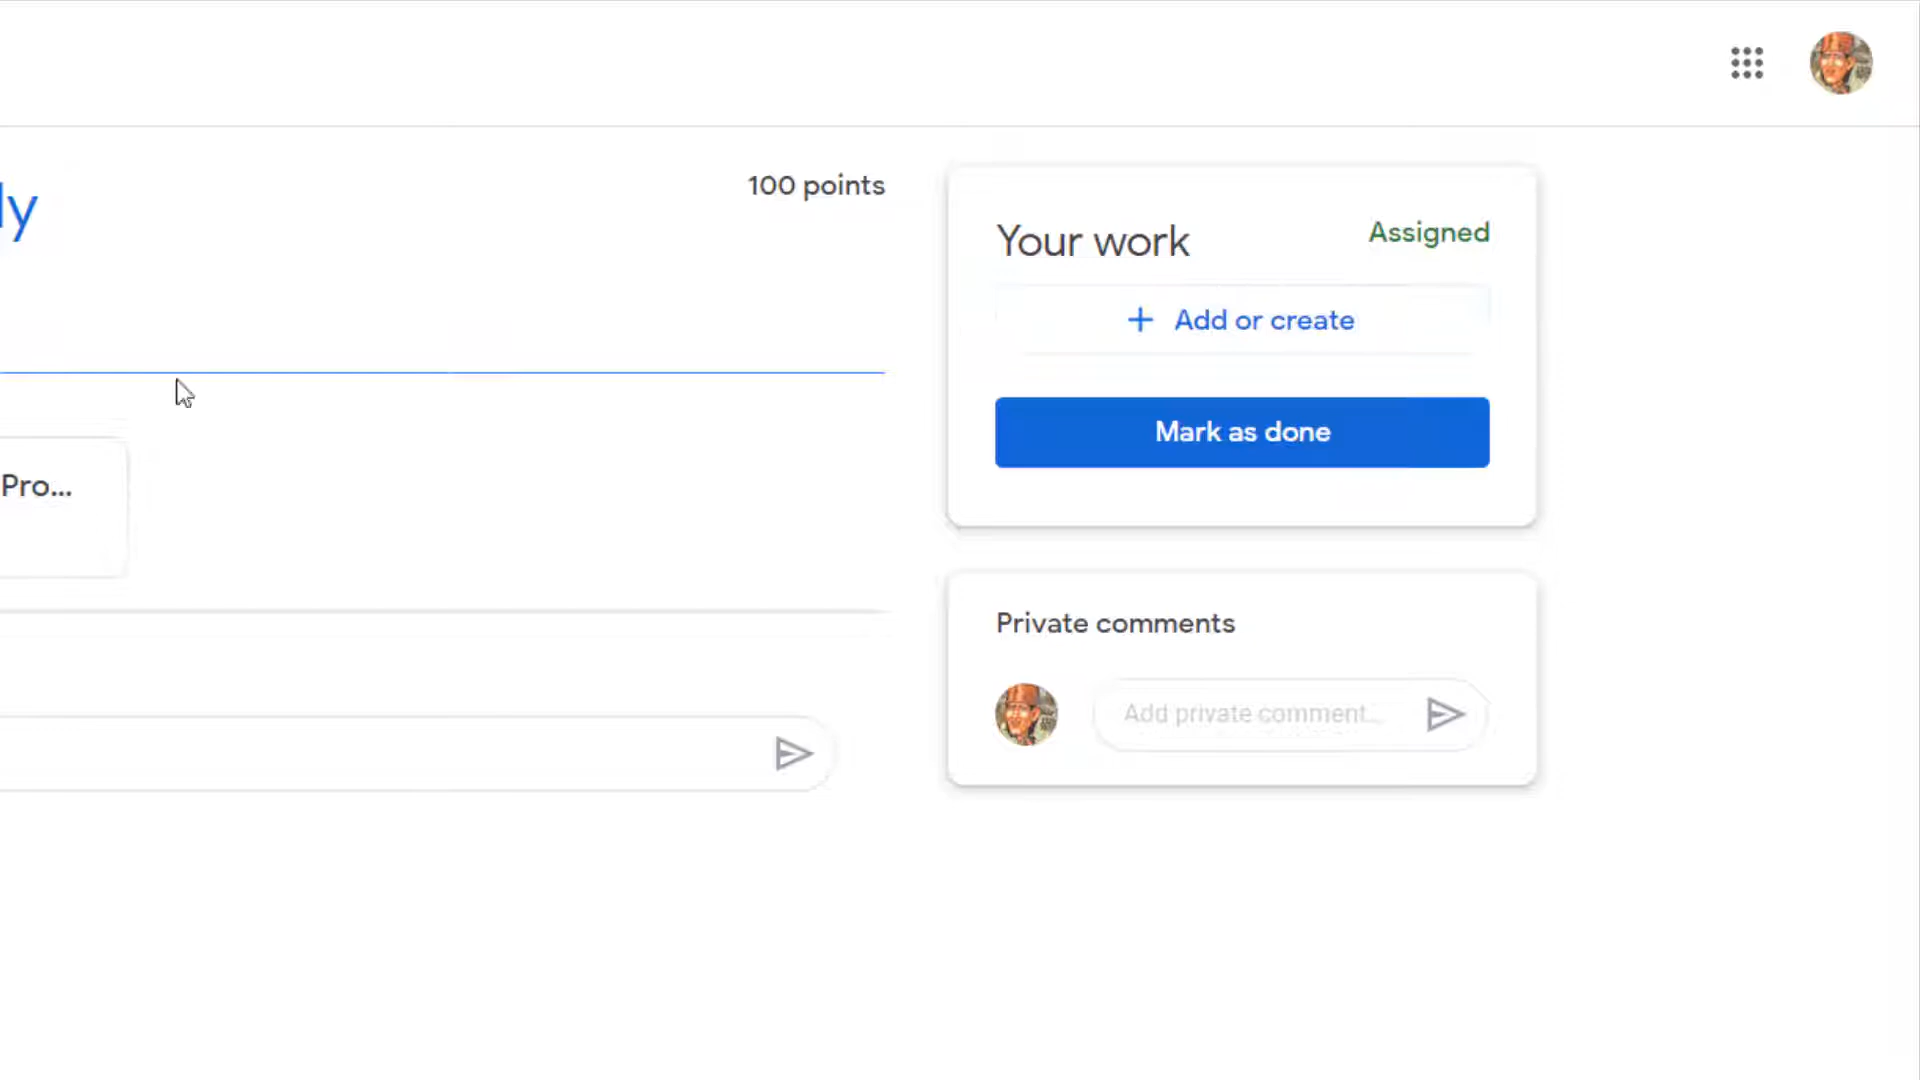 ly
100 points
Your work
Assigned
+ Add or create
Mark as done
Pro...
Private comments
Add private comment...